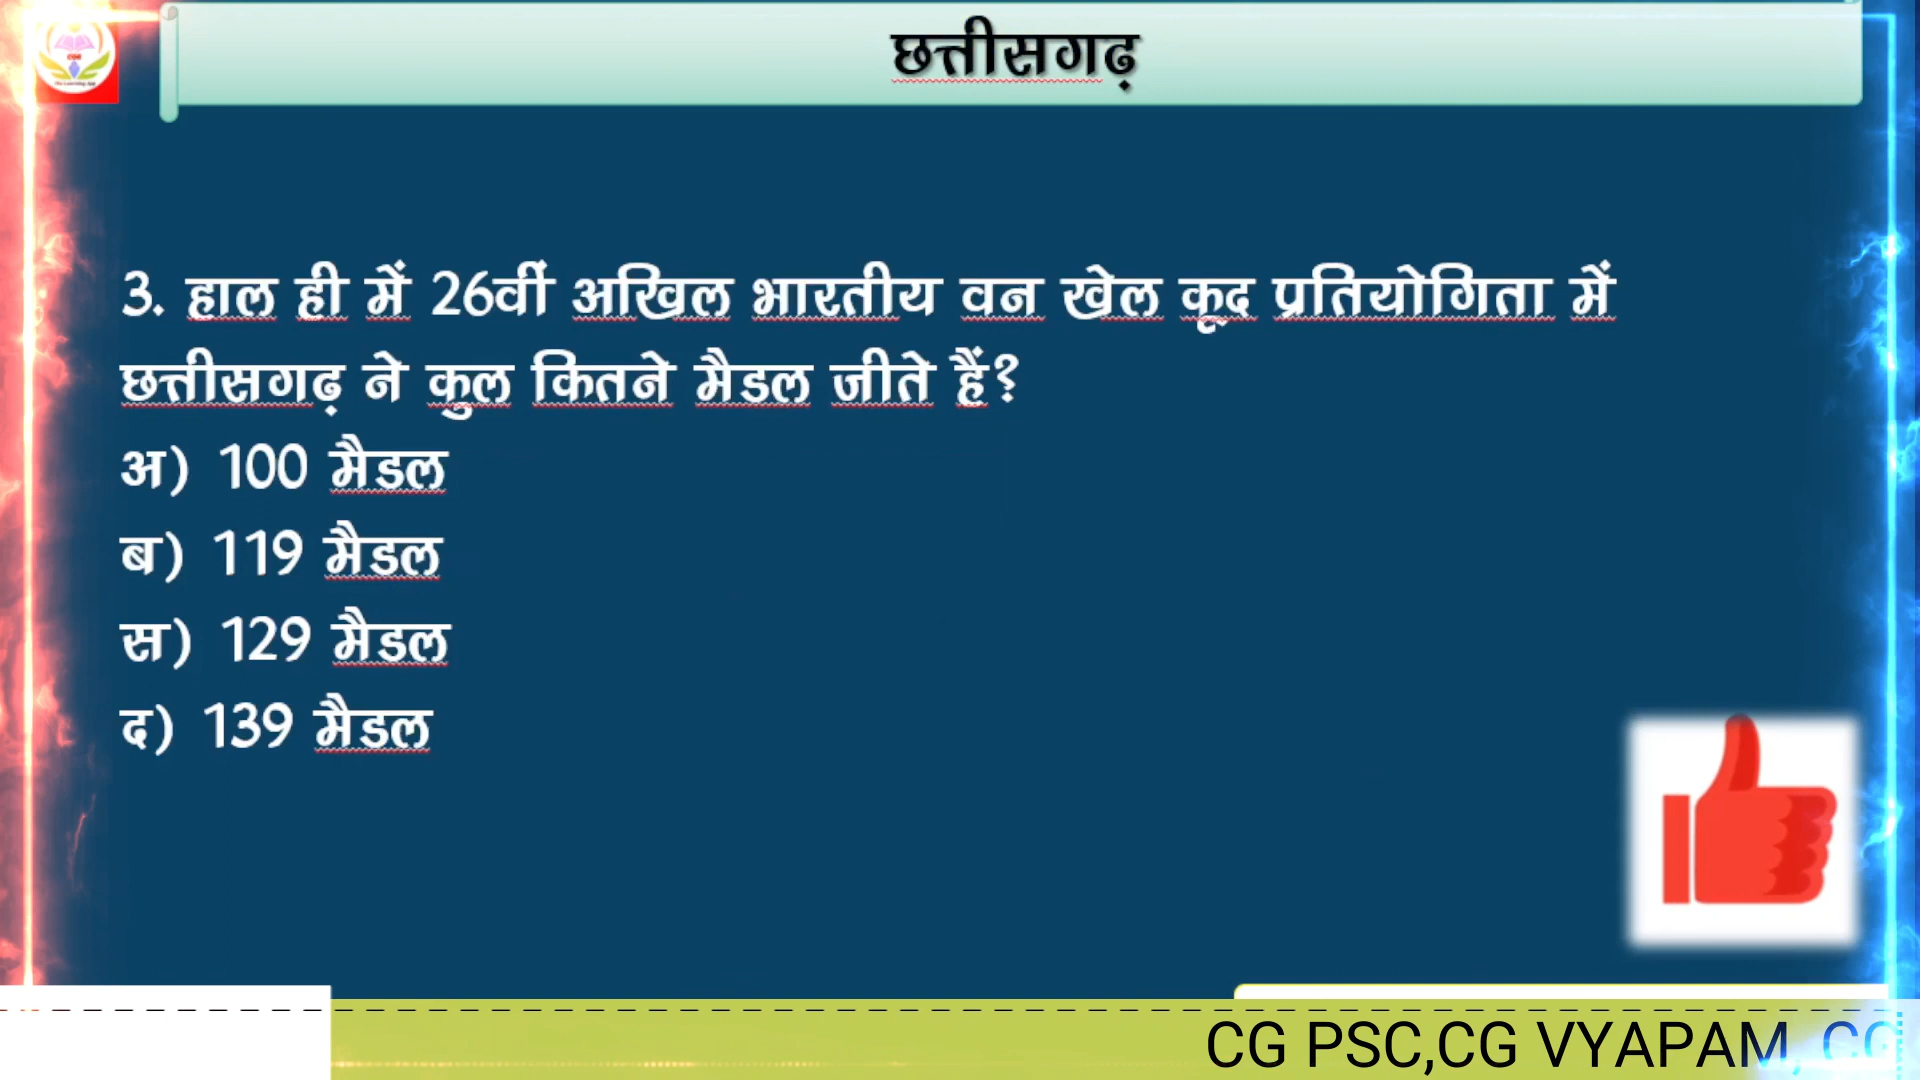 छत्तीसगढ़
3. हाल ही में 26वीं अखिल भारतीय वन खेल कूद प्रतियोगिता में
छत्तीसगढ़ ने कुल कितने मैडल जीते हैं?
अ) 100 मैडल
ब) 119 मैडल
स) 129 मैडल
द) 139 मैडल
CG PSC,CG VYAPAM, CG